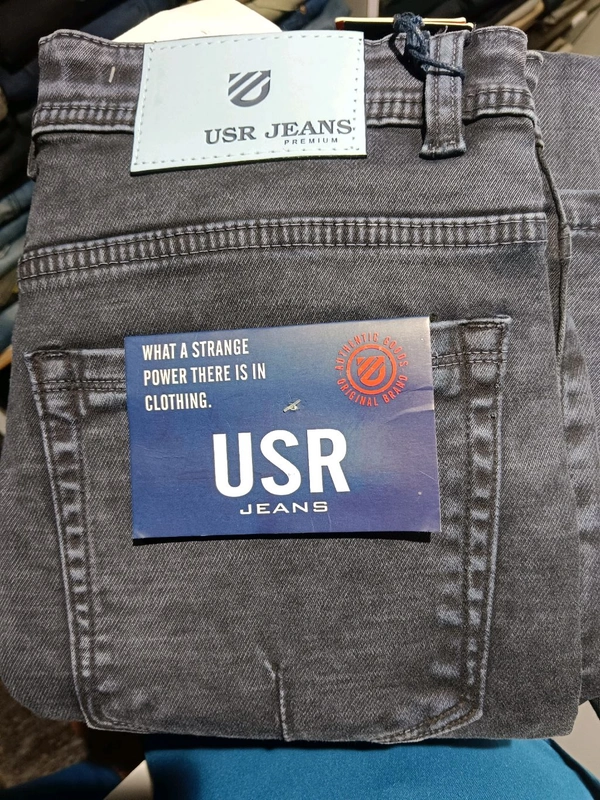 USR JEANS
PREMIUM
WHAT A STRANGE
POWER THERE IS IN
CLOTHING.
AUTHENTIC GOODS
ORIGINAL BRAND
USR
JEANS